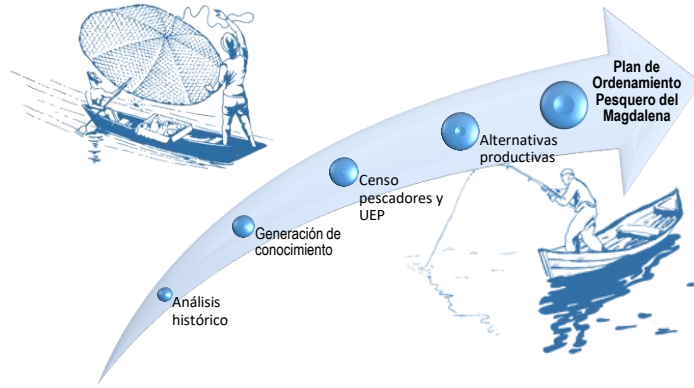 Análisis
histórico
Generación de
conocimiento
Censo
pescadores y
UEP
Alternativas
productivas
Plan de
Ordenamiento
Pesquero del
Magdalena